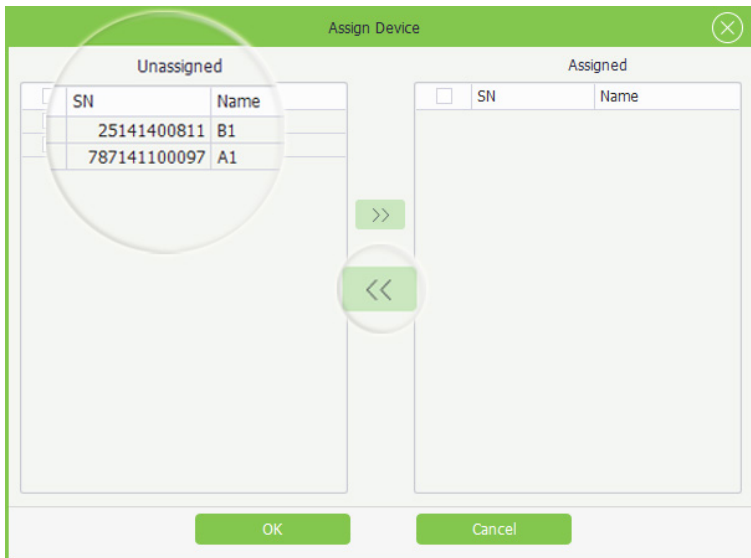 Assign Device
Unassigned
Assigned
SN Name
SN Name
25141400811 B1
787141100097 A1
>>
<<
OK
Cancel